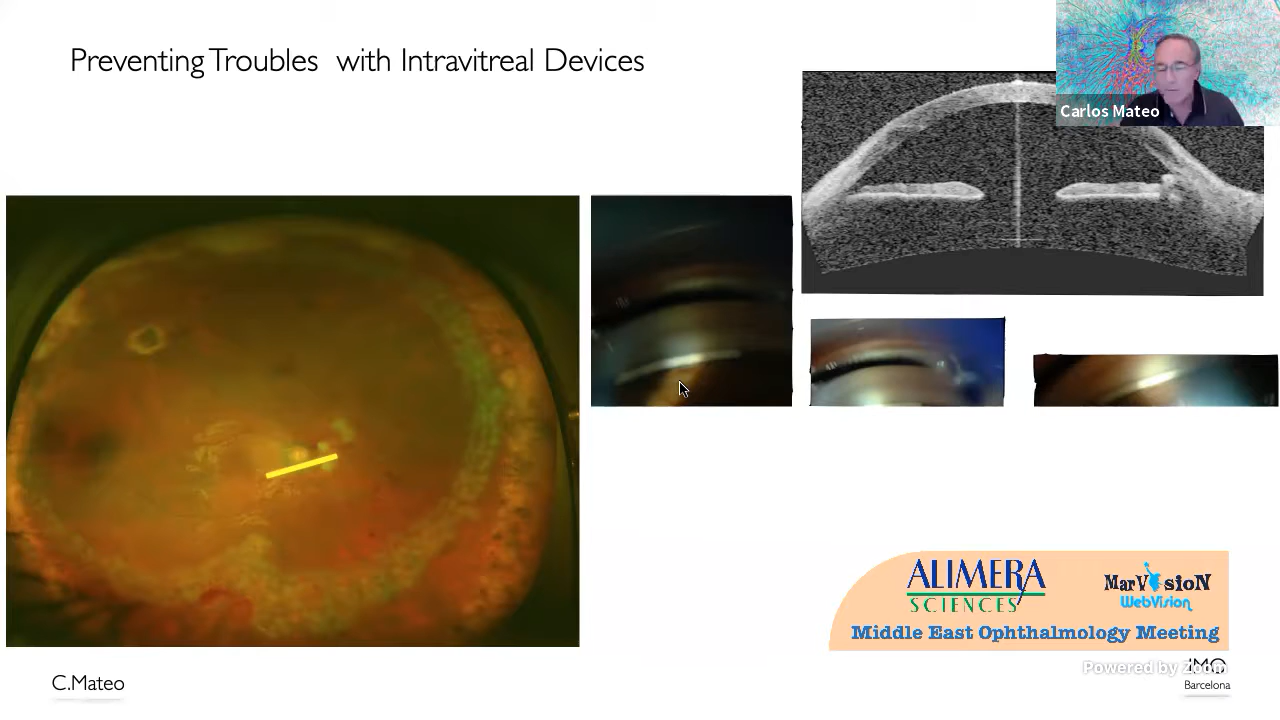 Preventing Troubles with Intravitreal Devices
Carlos Mateo
ALIMERA
SCIENCES
MarVisioN
WebVision
Middle East Ophthalmology Meeting
Powered by Zoom
IMO
Barcelona
C.Mateo